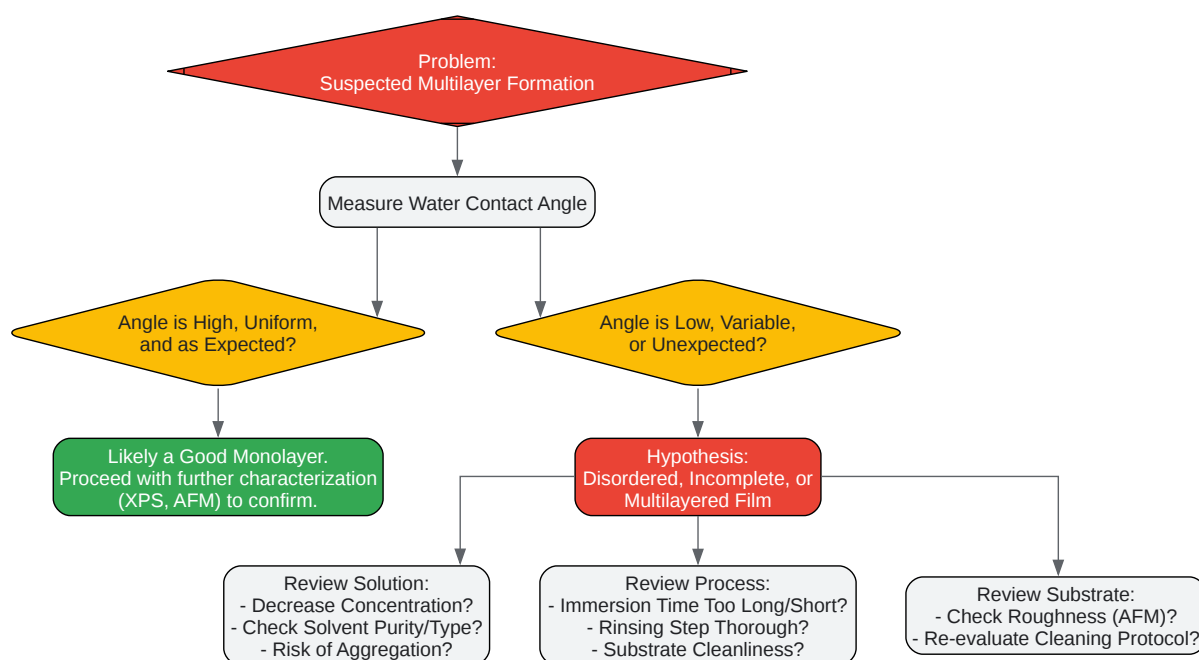 Problem:
Suspected Multilayer Formation
Measure Water Contact Angle
Angle is High, Uniform,
and as Expected?
Angle is Low, Variable,
or Unexpected?
Likely a Good Monolayer.
Proceed with further characterization
(XPS, AFM) to confirm.
Hypothesis:
Disordered, Incomplete, or
Multilayered Film
Review Solution:
- Decrease Concentration?
- Check Solvent Purity/Type?
- Risk of Aggregation?
Review Process:
- Immersion Time Too Long/Short?
- Rinsing Step Thorough?
- Substrate Cleanliness?
Review Substrate:
- Check Roughness (AFM)?
- Re-evaluate Cleaning Protocol?